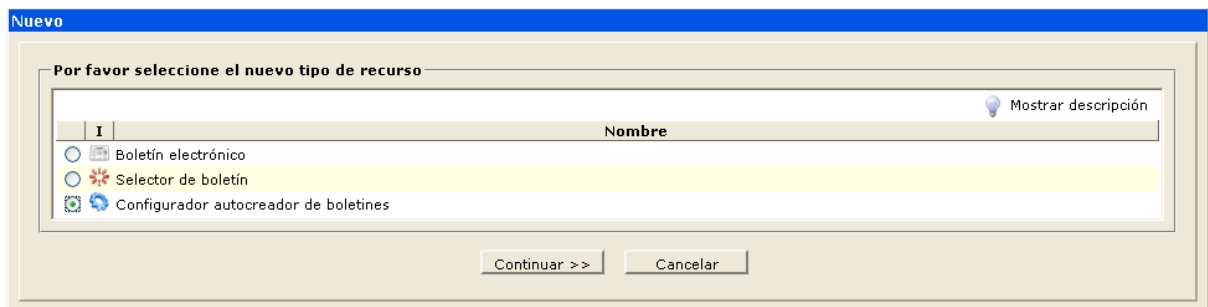 Nuevo
Por favor seleccione el nuevo tipo de recurso
Mostrar descripción
I Nombre
Boletín electrónico
Selector de boletín
Configurador autocreador de boletines
Continuar >> Cancelar